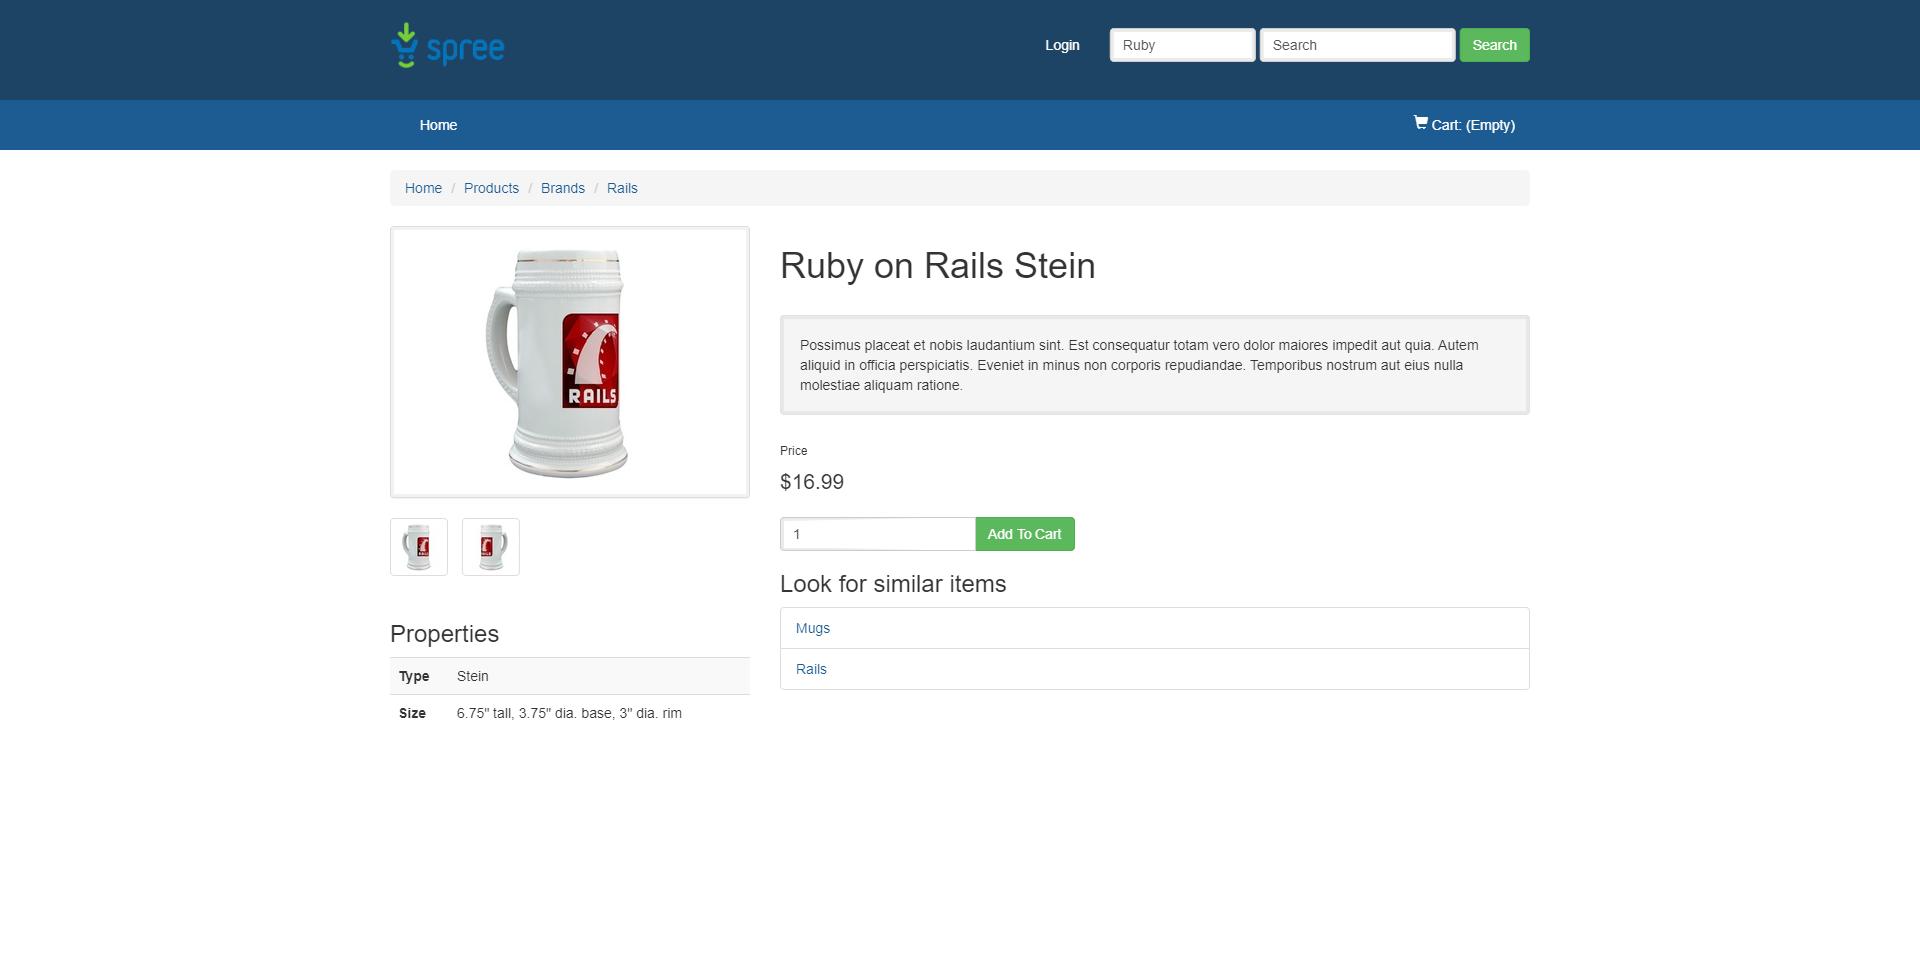 spree
Login
Ruby
Search
Search
Home
Cart: (Empty)
Home / Products / Brands / Rails
RAILS
Ruby on Rails Stein
Possimus placeat et nobis laudantium sint. Est consequatur totam vero dolor maiores impedit aut quia. Autem
aliquid in officia perspiciatis. Eveniet in minus non corporis repudiandae. Temporibus nostrum aut eius nulla
molestiae aliquam ratione.
Price
$16.99
1
Add To Cart
Look for similar items
Mugs
Rails
Properties
Type Stein
Size 6.75" tall, 3.75" dia. base, 3" dia. rim